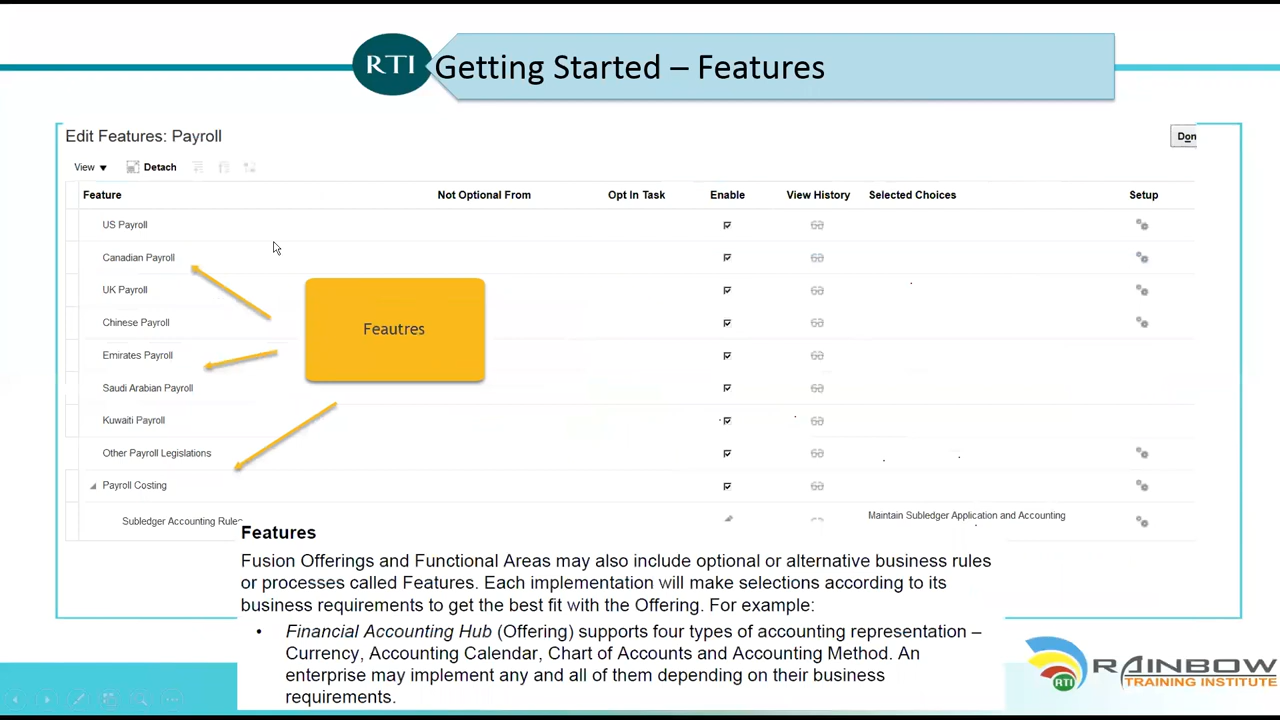 RTI
Getting Started – Features
Edit Features: Payroll
Don
View
Detach
Feature Not Optional From Opt In Task Enable View History Selected Choices Setup
US Payroll
Canadian Payroll
UK Payroll
Chinese Payroll
Emirates Payroll
Saudi Arabian Payroll
Kuwaiti Payroll
Other Payroll Legislations
Payroll Costing
Subledger Accounting Rules
Maintain Subledger Application and Accounting
Feautres
Features
Fusion Offerings and Functional Areas may also include optional or alternative business rules
or processes called Features. Each implementation will make selections according to its
business requirements to get the best fit with the Offering. For example:
• Financial Accounting Hub (Offering) supports four types of accounting representation –
Currency, Accounting Calendar, Chart of Accounts and Accounting Method. An
enterprise may implement any and all of them depending on their business
requirements.
RTI
RAINBOW
TRAINING INSTITUTE